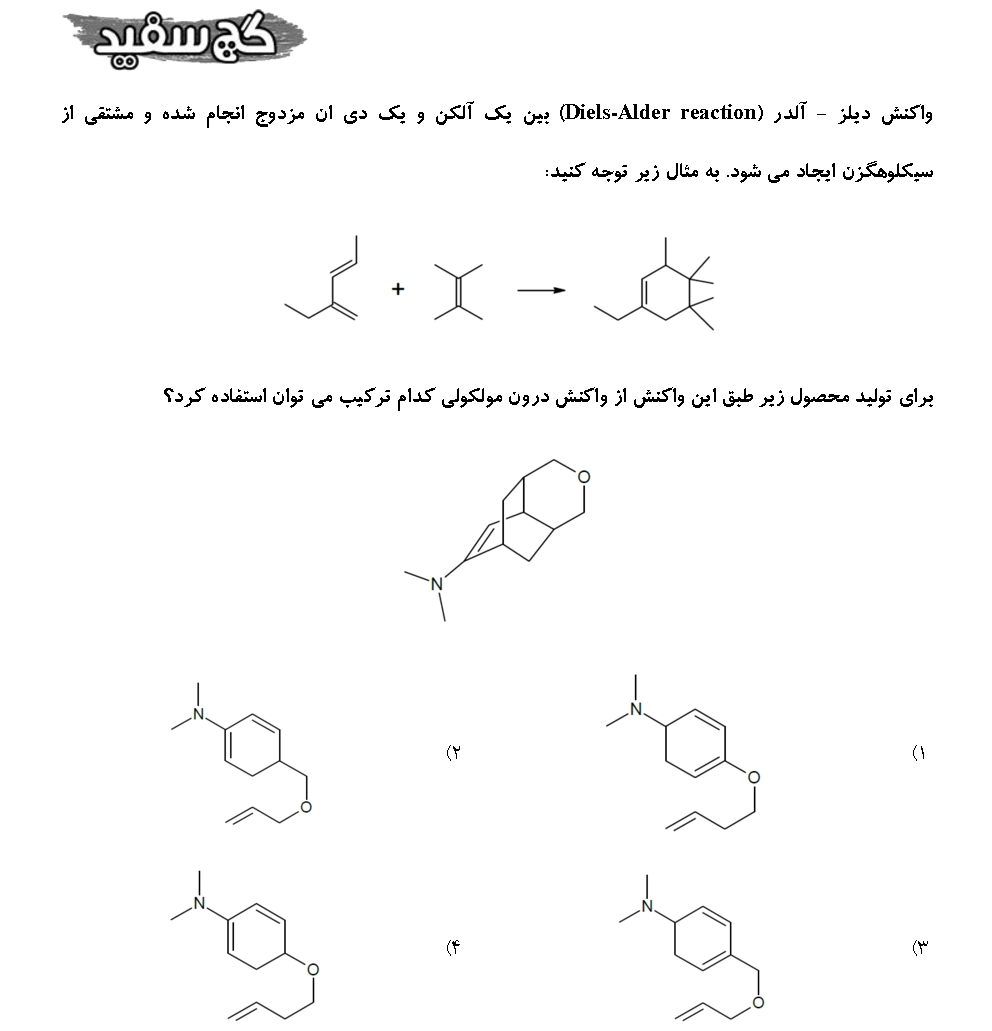 گچ سفید
واکنش دیلز – آلدر (Diels-Alder reaction) بین یک آلکن و یک دی ان مزدوج انجام شده و مشتقی از
سیکلوهگزن ایجاد می شود. به مثال زیر توجه کنید:
+
برای تولید محصول زیر طبق این واکنش از واکنش درون مولکولی کدام ترکیب می توان استفاده کرد؟
O
N
N
O
(۱
N
O
(۲
N
O
(۳
N
O
(۴